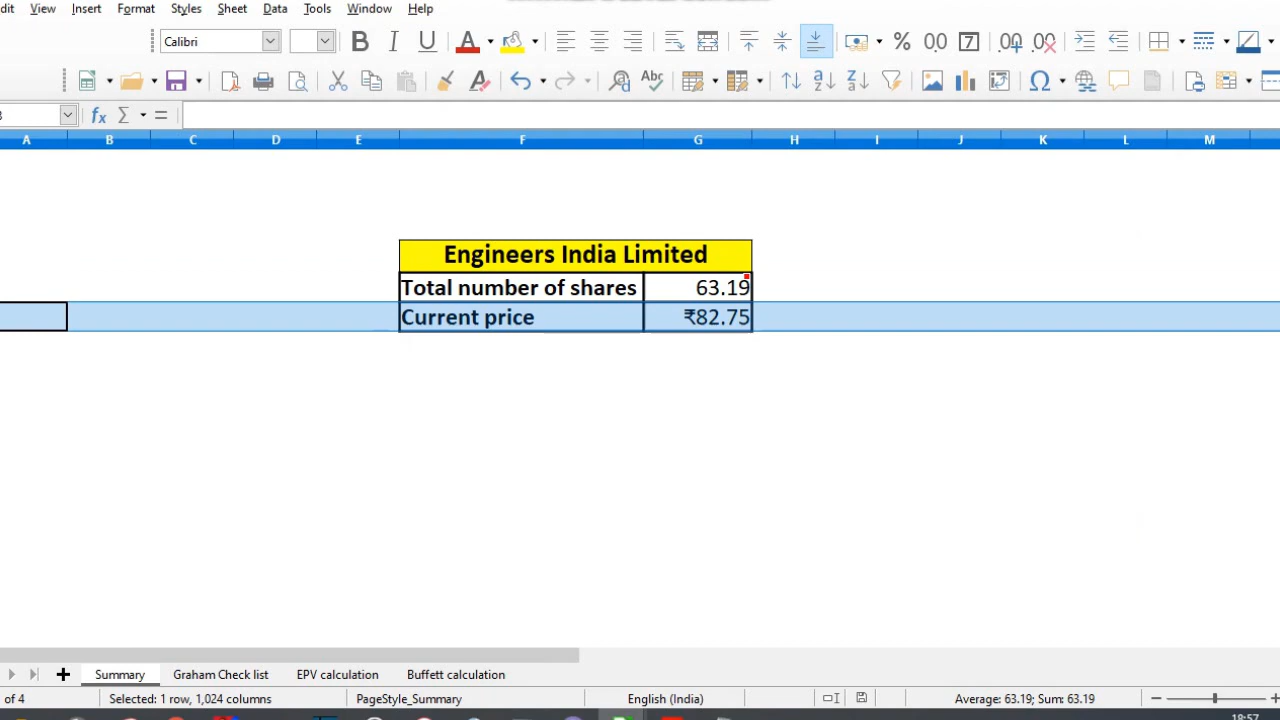 dit View Insert Format Styles Sheet Data Tools Window Help
Calibri
A B C D E F G H I J K L M
Engineers India Limited
Total number of shares 63.19
Current price ₹82.75
Summary Graham Check list EPV calculation Buffett calculation
of 4 Selected: 1 row, 1,024 columns PageStyle_Summary English (India) Average: 63.19; Sum: 63.19
18:57